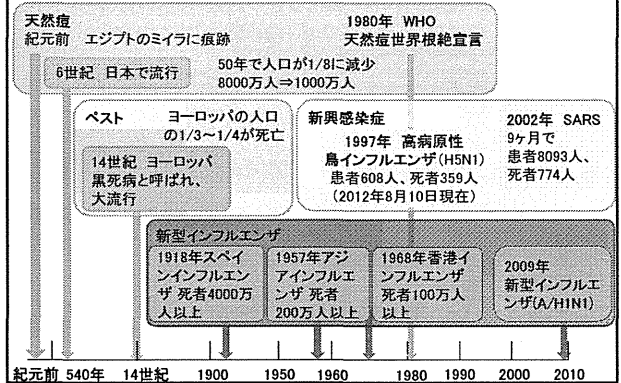 天然痘
紀元前 エジプトのミイラに痕跡
1980年 WHO
天然痘世界根絶宣言
6世紀 日本で流行
50年で人口が1/8に減少
8000万人⇒1000万人
ペスト
ヨーロッパの人口
の1/3~1/4が死亡
14世紀 ヨーロッパ
黒死病と呼ばれ、
大流行
新興感染症
1997年 高病原性
鳥インフルエンザ(H5N1)
患者608人、死者359人
(2012年8月10日現在)
2002年 SARS
9ヶ月で
患者8093人、
死者774人
新型インフルエンザ
1918年スペ
インインフルエン
ザ 死者4000万
人以上
1957年アジ
アインフルエ
ンザ 死者
200万人以上
1968年香港イ
ンフルエンザ
死者100万人
以上
2009年
新型インフルエ
ンザ(A/H1N1)
紀元前 540年 14世紀 1900 1950 1960 1980 1990 2000 2010